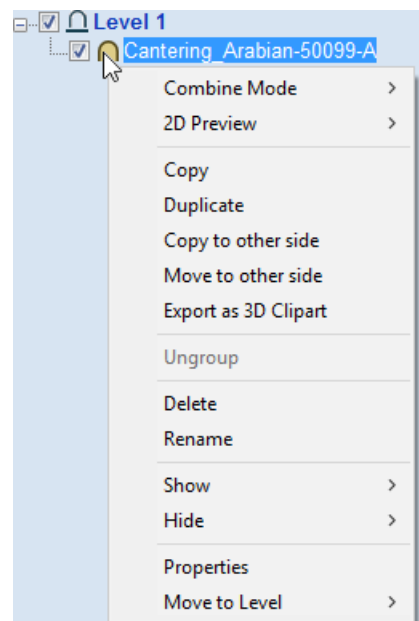 Level 1
Cantering_Arabian-50099-A
Combine Mode
2D Preview
Copy
Duplicate
Copy to other side
Move to other side
Export as 3D Clipart
Ungroup
Delete
Rename
Show
Hide
Properties
Move to Level